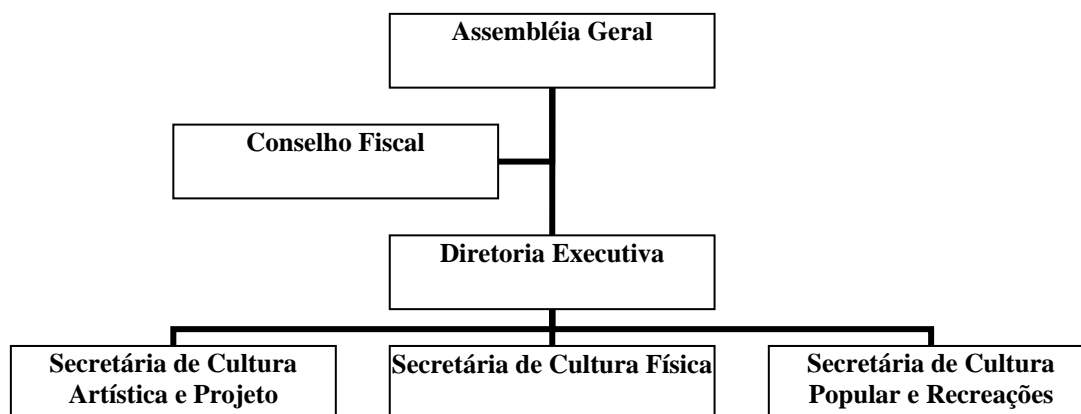 Assembléia Geral
Conselho Fiscal
Diretoria Executiva
Secretária de Cultura
Artística e Projeto
Secretária de Cultura Física
Secretária de Cultura
Popular e Recreações